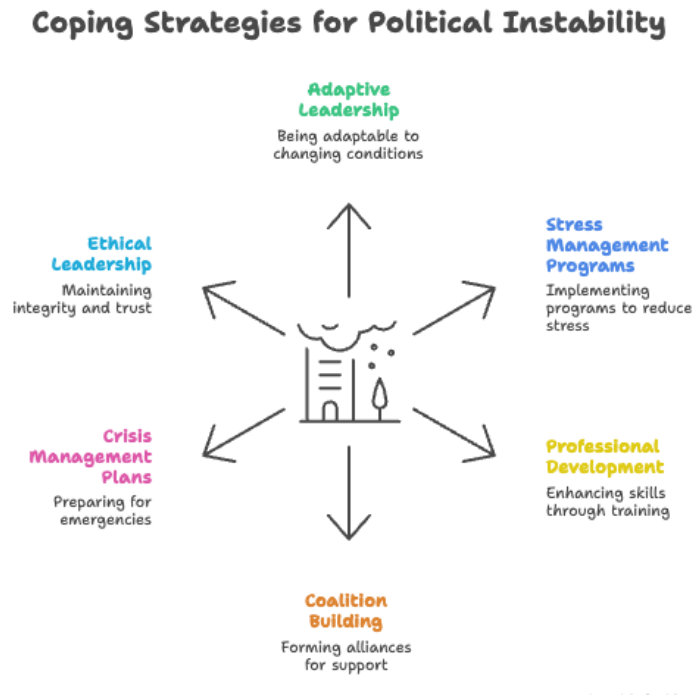 Coping Strategies for Political Instability
Adaptive
Leadership
Being adaptable to
changing conditions
Stress
Management
Programs
Implementing
programs to reduce
stress
Professional
Development
Enhancing skills
through training
Coalition
Building
Forming alliances
for support
Crisis
Management
Plans
Preparing for
emergencies
Ethical
Leadership
Maintaining
integrity and trust